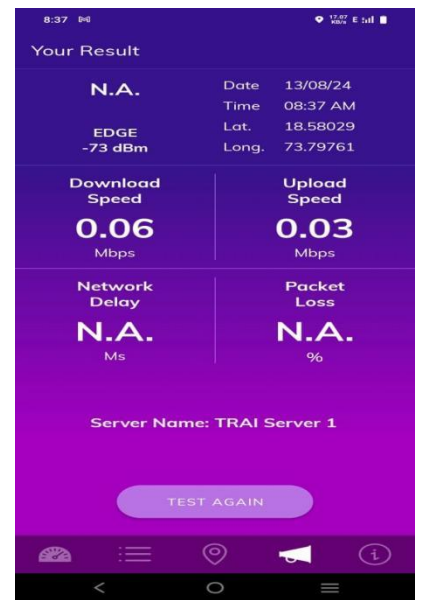 8:37
17.07 KB/s E
Your Result
N.A.
EDGE
-73 dBm
Date 13/08/24
Time 08:37 AM
Lat. 18.58029
Long. 73.79761
Download
Speed
0.06
Mbps
Upload
Speed
0.03
Mbps
Network
Delay
N.A.
Ms
Packet
Loss
N.A.
%
Server Name: TRAI Server 1
TEST AGAIN
i